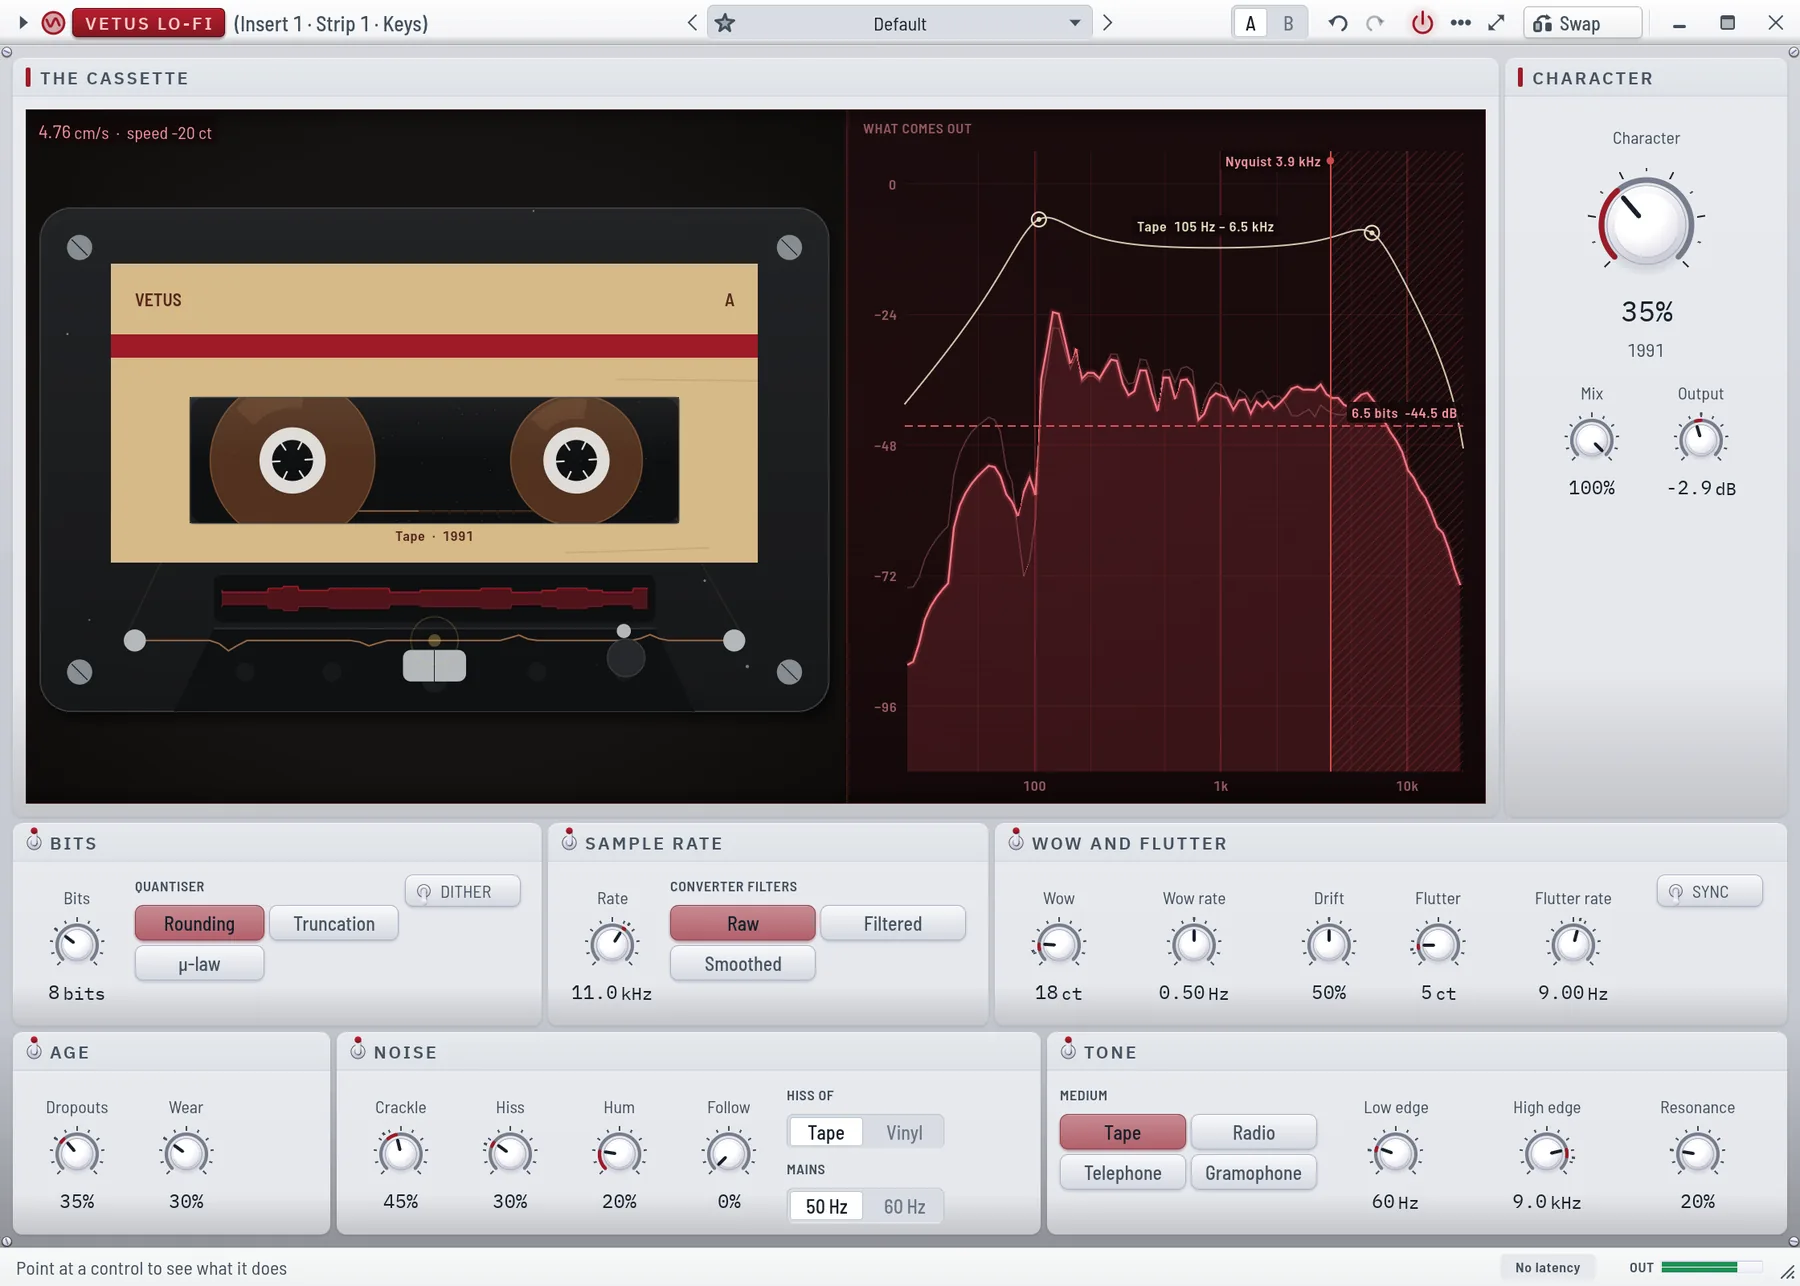 VETUS LO-FI (Insert 1 · Strip 1 · Keys)
Default
A B
Swap
THE CASSETTE
CHARACTER
4.76 cm/s · speed -20 ct
WHAT COMES OUT
Nyquist 3.9 kHz
0
Tape 105 Hz – 6.5 kHz
−24
6.5 bits -44.5 dB
−48
−72
−96
100 1k 10k
VETUS A
Tape · 1991
Character
35%
1991
Mix Output
100% -2.9 dB
BITS
Bits
8 bits
QUANTISER
Rounding Truncation
μ-law
DITHER
SAMPLE RATE
Rate
11.0 kHz
CONVERTER FILTERS
Raw Filtered
Smoothed
WOW AND FLUTTER
Wow Wow rate Drift Flutter Flutter rate
18 ct 0.50 Hz 50% 5 ct 9.00 Hz
SYNC
AGE
Dropouts Wear
35% 30%
NOISE
Crackle Hiss Hum Follow
45% 30% 20% 0%
HISS OF
Tape Vinyl
MAINS
50 Hz 60 Hz
TONE
MEDIUM
Tape Radio
Telephone Gramophone
Low edge High edge Resonance
60 Hz 9.0 kHz 20%
Point at a control to see what it does
No latency
OUT